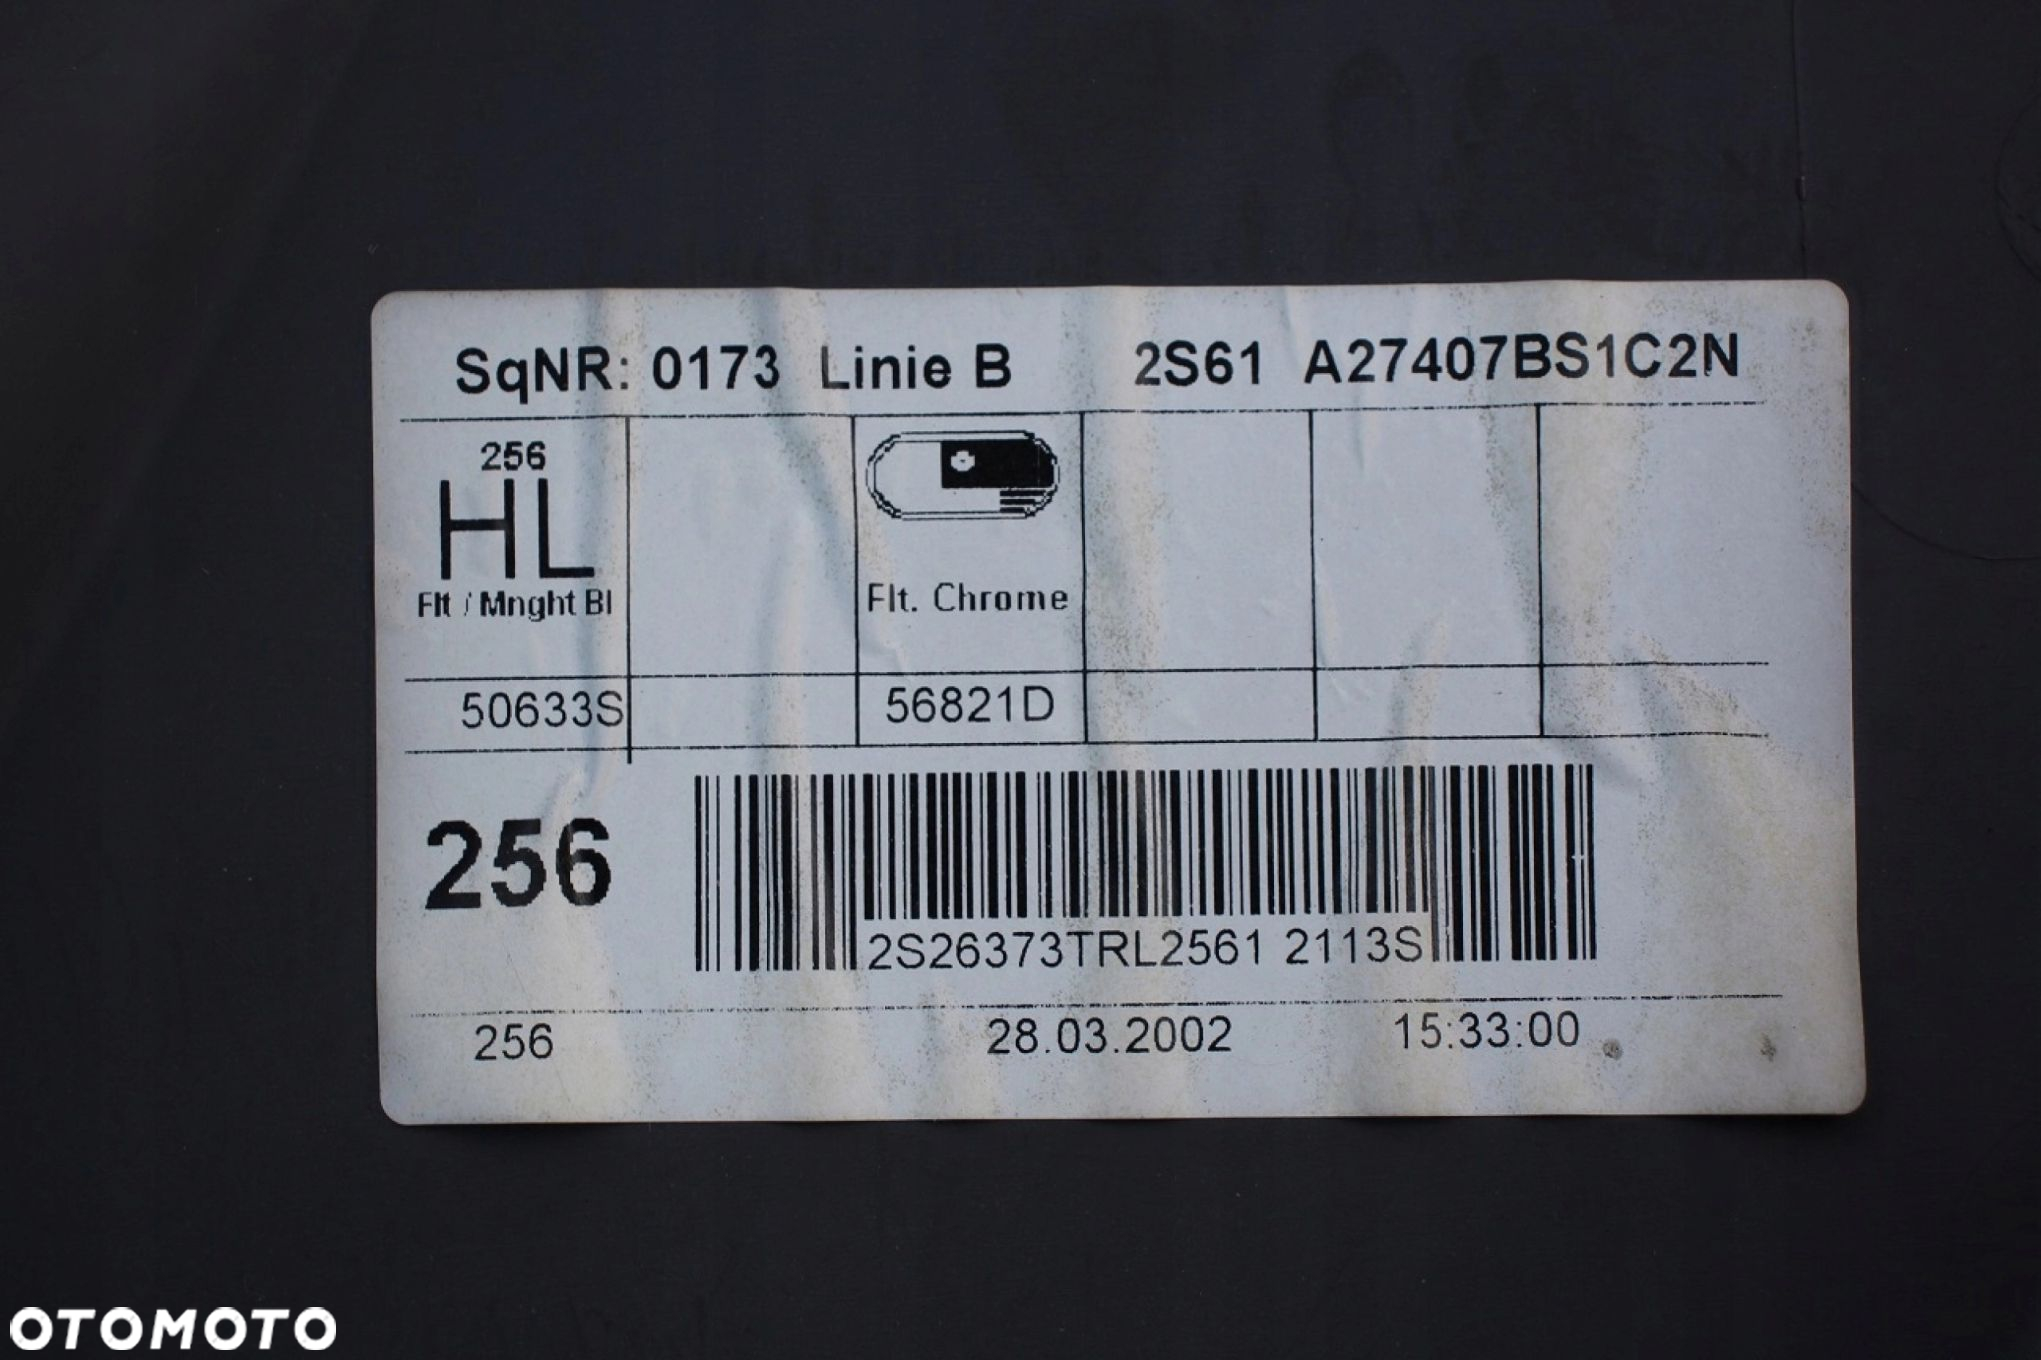 SqNR: 0173 Linie B 2S61 A27407BS1C2N
256
HL
Flt / Mnght Bl
Flt. Chrome
50633S 56821D
256
2S26373TRL2561 2113S
256 28.03.2002 15:33:00
OTOMOTO